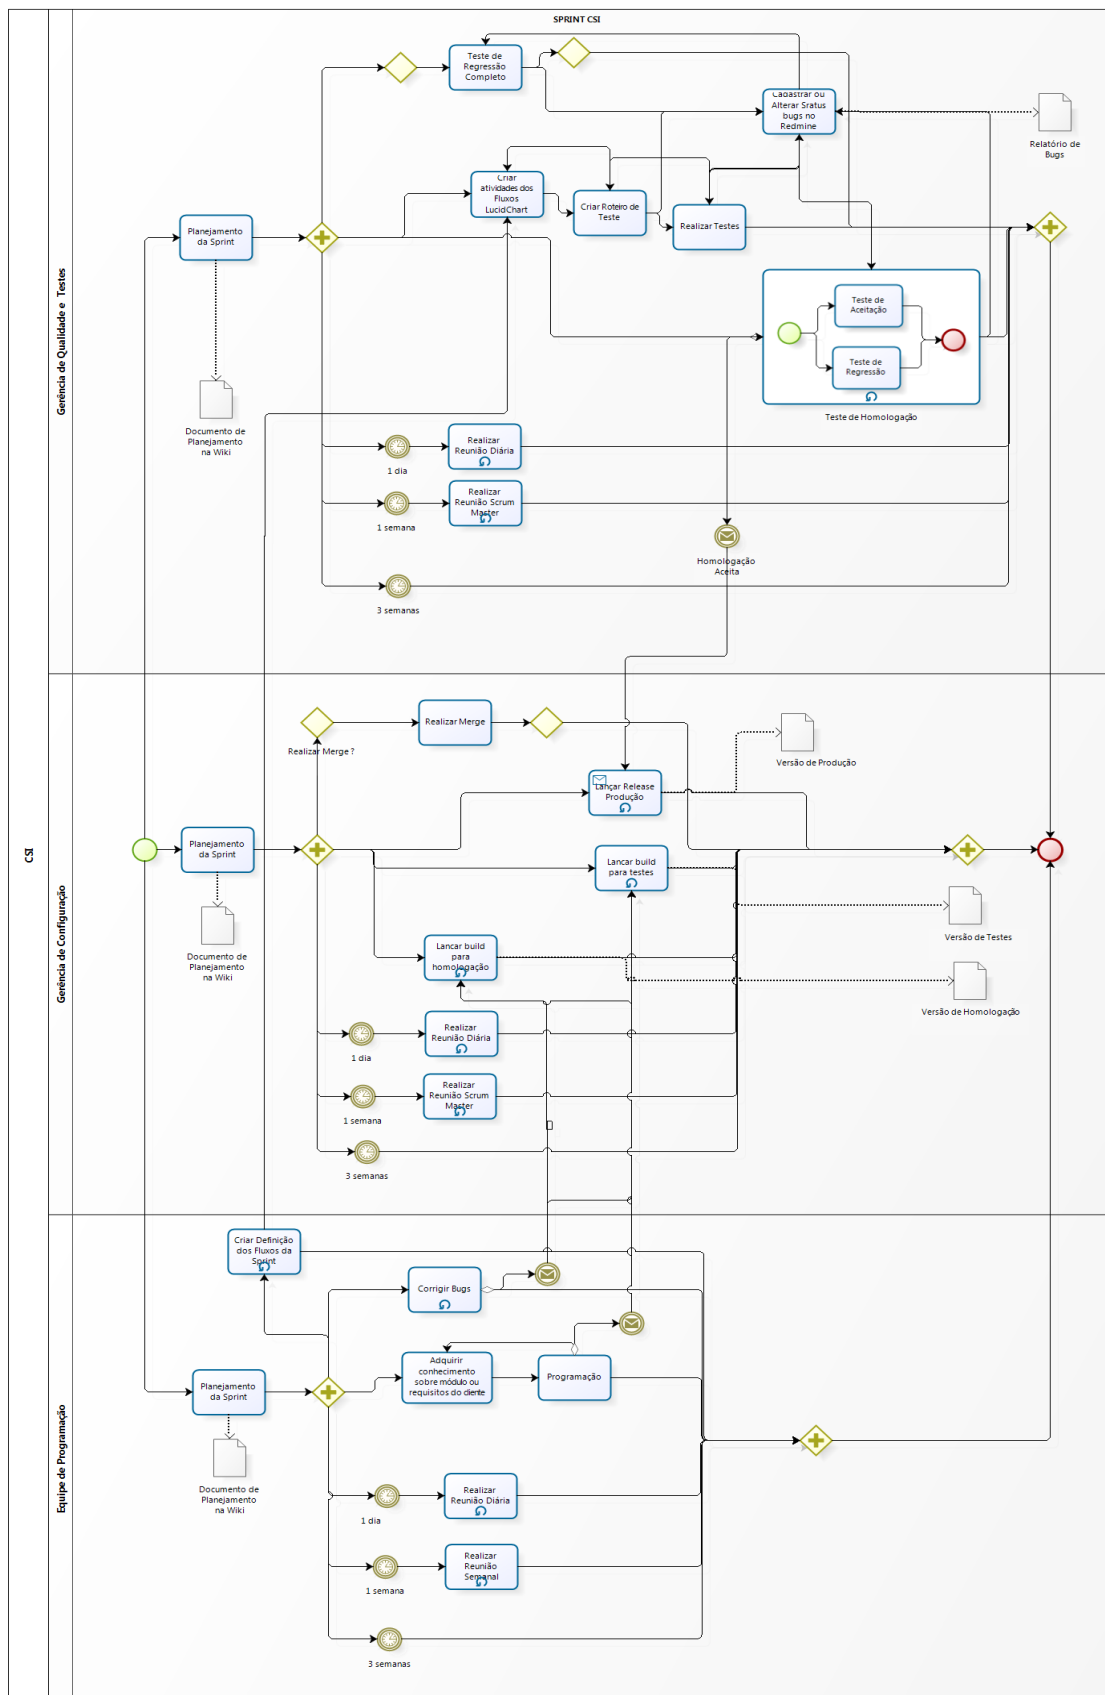 SPRINT CSI
CSI
Gerência de Qualidade e Testes
Teste de
Regressão
Completo
Cadastrar ou
Alterar Sratus
bugs no
Redmine
Relatório de
Bugs
Criar
atividades dos
Fluxos
LucidChart
Criar Roteiro de
Teste
Realizar Testes
Planejamento
da Sprint
Teste de
Aceitação
Teste de
Regressão
Teste de Homologação
Documento de
Planejamento
na Wiki
Realizar
Reunião Diária
1 dia
Realizar
Reunião Scrum
Master
1 semana
Homologação
Aceita
3 semanas
Gerência de Configuração
Realizar Merge
Realizar Merge ?
Versão de Produção
Lançar Release
Produção
Planejamento
da Sprint
Lancar build
para testes
Versão de Testes
Documento de
Planejamento
na Wiki
Lancar build
para
homologação
Versão de Homologação
Realizar
Reunião Diária
1 dia
Realizar
Reunião Scrum
Master
1 semana
3 semanas
Equipe de Programação
Criar Definição
dos Fluxos da
Sprint
Corrigir Bugs
Adquirir
conhecimento
sobre módulo ou
requisitos do cliente
Programação
Planejamento
da Sprint
Documento de
Planejamento
na Wiki
Realizar
Reunião Diária
1 dia
Realizar
Reunião
Semanal
1 semana
3 semanas